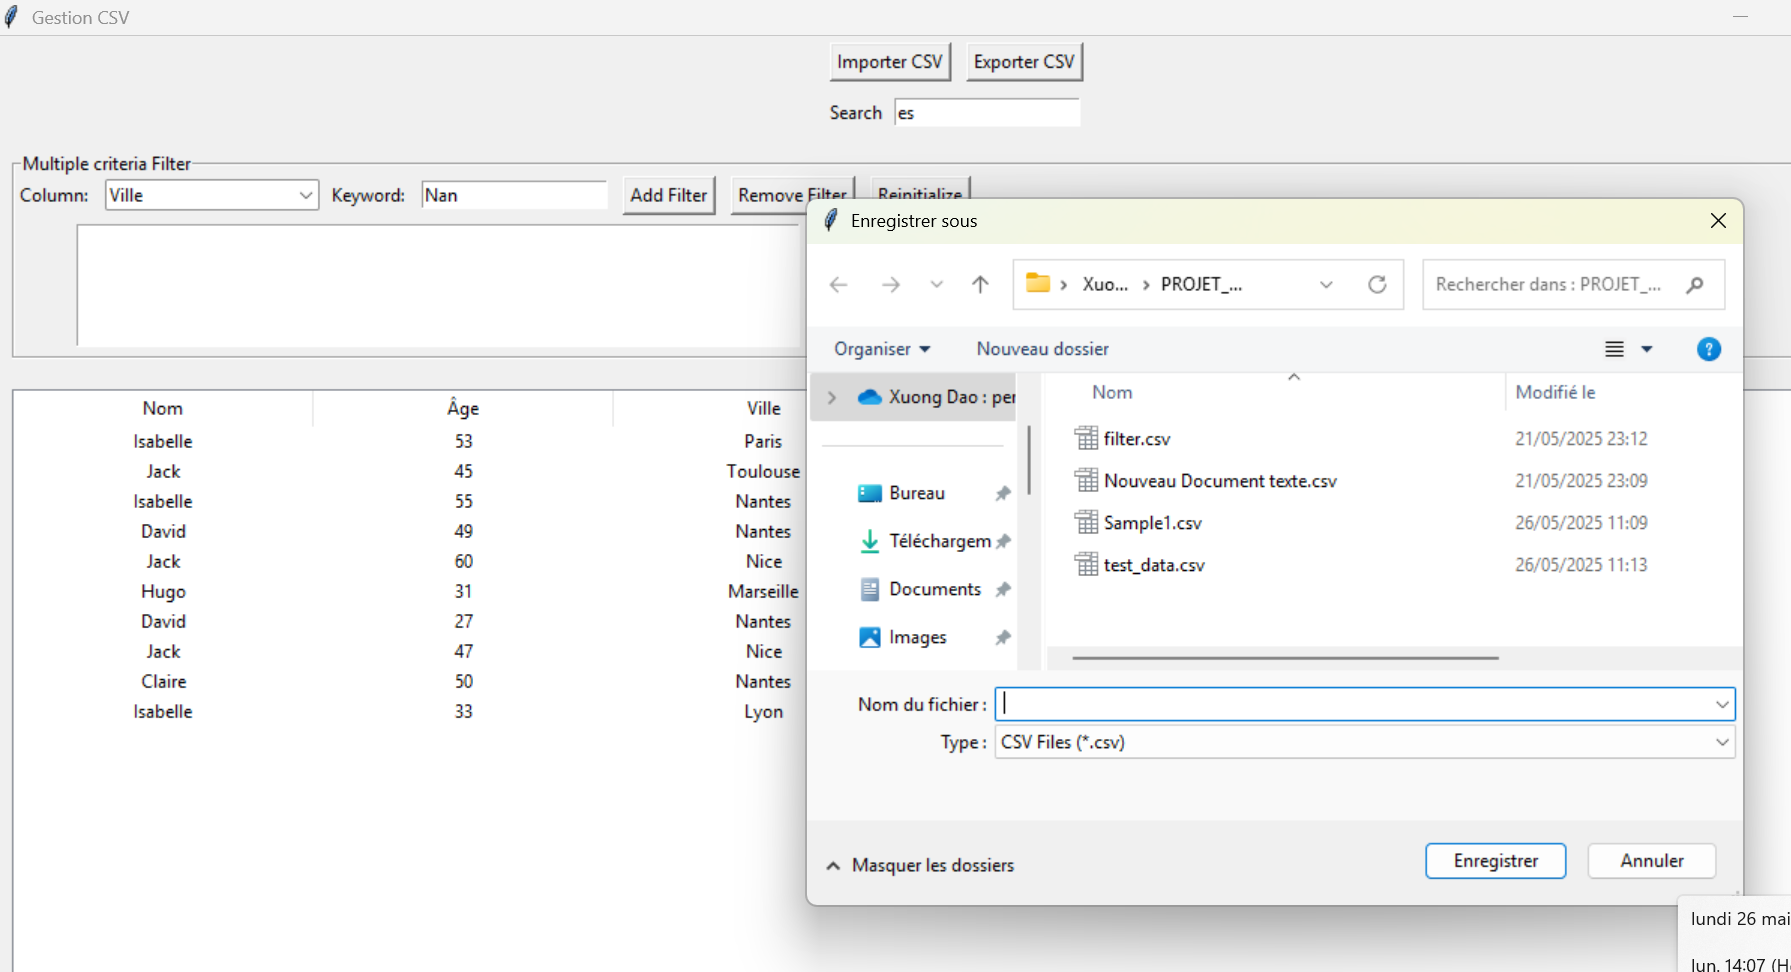 Gestion CSV
Importer CSV Exporter CSV
Search es
Multiple criteria Filter
Column: Ville Keyword: Nan Add Filter Remove Filter Reinitialize
Enregistrer sous
Xuo... PROJET_... Rechercher dans : PROJET_...
Organiser Nouveau dossier
Xuong Dao : per
Nom Modifié le
Bureau
Téléchargem
Documents
Images
filter.csv 21/05/2025 23:12
Nouveau Document texte.csv 21/05/2025 23:09
Sample1.csv 26/05/2025 11:09
test_data.csv 26/05/2025 11:13
Nom du fichier :
Type : CSV Files (*.csv)
Masquer les dossiers Enregistrer Annuler
Nom Âge Ville
Isabelle 53 Paris
Jack 45 Toulouse
Isabelle 55 Nantes
David 49 Nantes
Jack 60 Nice
Hugo 31 Marseille
David 27 Nantes
Jack 47 Nice
Claire 50 Nantes
Isabelle 33 Lyon
lundi 26 mai
lun. 14:07